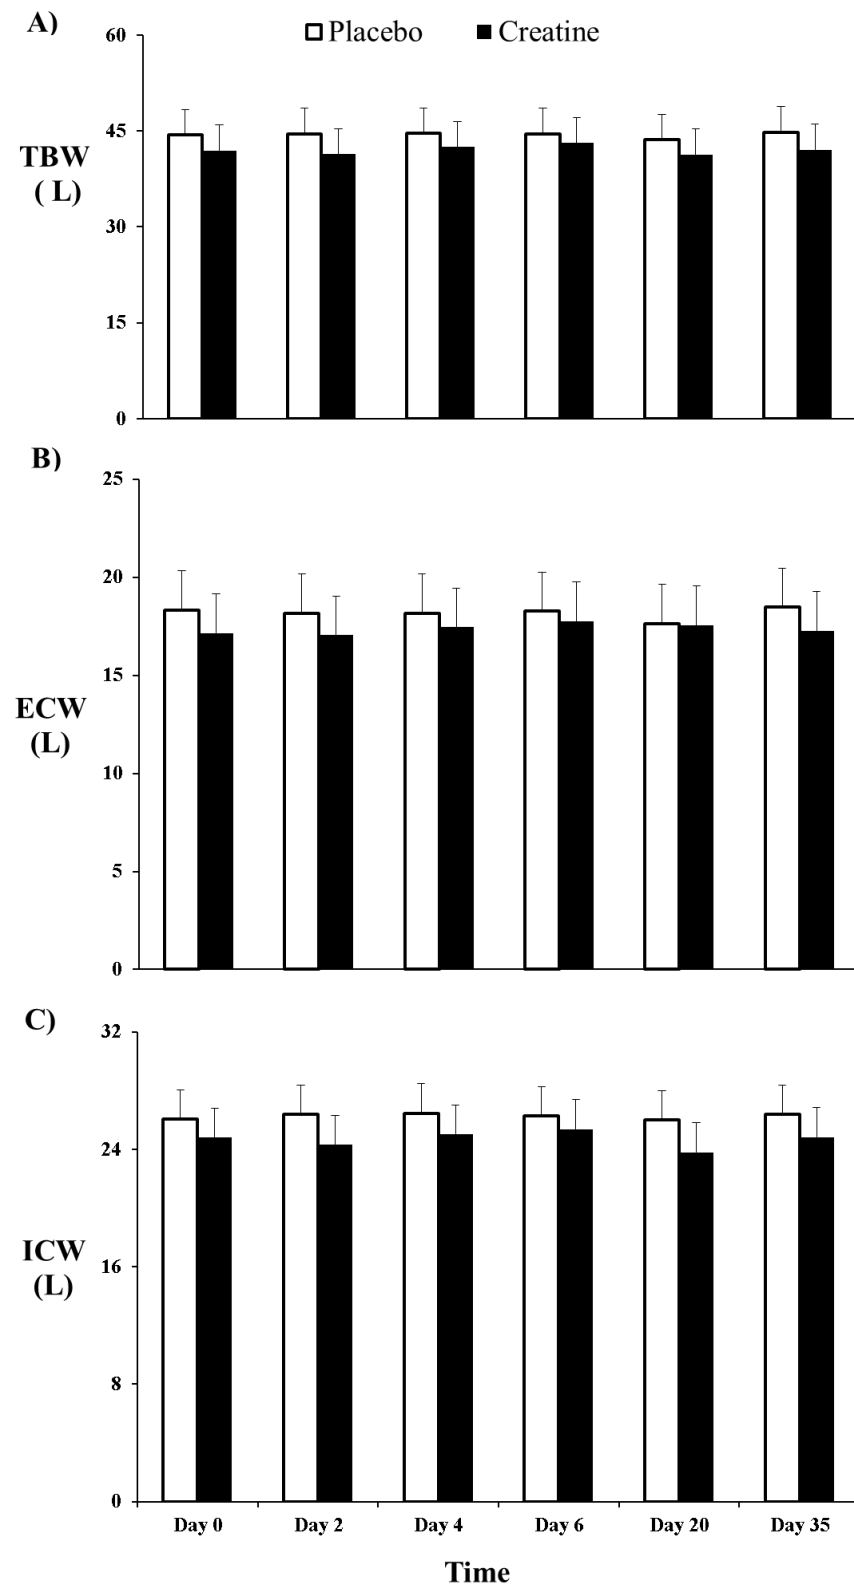 A)
Placebo Creatine
60
45
30
15
0
TBW
( L)
B)
25
20
15
10
5
0
ECW
(L)
C)
32
24
16
8
0
ICW
(L)
Day 0 Day 2 Day 4 Day 6 Day 20 Day 35
Time